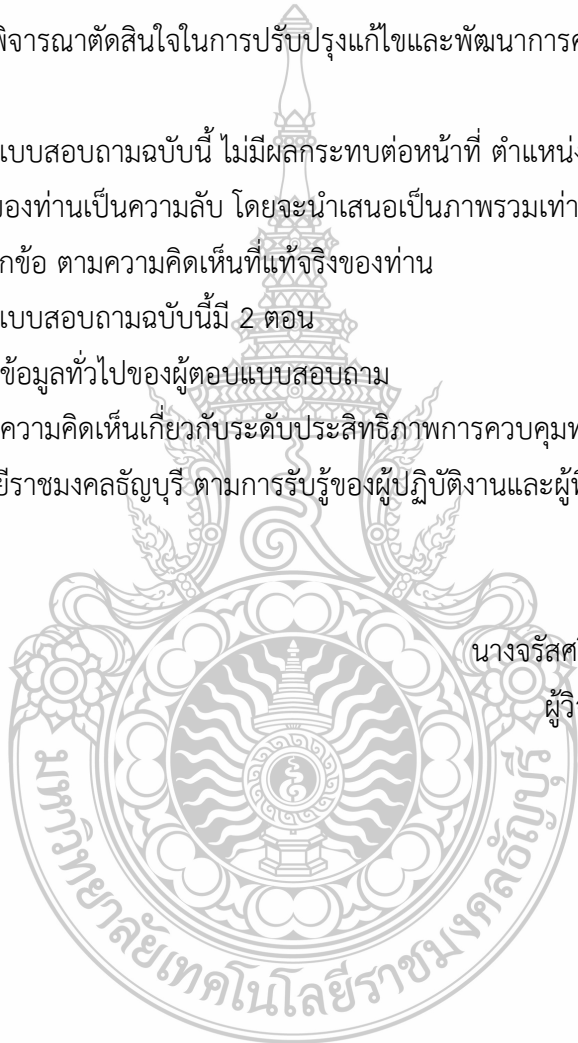 พิจารณาตัดสินใจในการปรับปรุงแก้ไขและพัฒนาการค
แบบสอบถามฉบับนี้ ไม่มีผลกระทบต่อหน้าที่ ตำแหน่ง
ของท่านเป็นความลับ โดยจะนำเสนอเป็นภาพรวมเท่า
กข้อ ตามความคิดเห็นที่แท้จริงของท่าน
แบบสอบถามฉบับนี้มี 2 ตอน
ข้อมูลทั่วไปของผู้ตอบแบบสอบถาม
ความคิดเห็นเกี่ยวกับระดับประสิทธิภาพการควบคุม
ยีราชมงคลธัญบุรี ตามการรับรู้ของผู้ปฏิบัติงานและ
นางจรัสศ
ผู้วิ
มหาวิทยาลัยเทคโนโลยีราชมงคลธัญบุรี